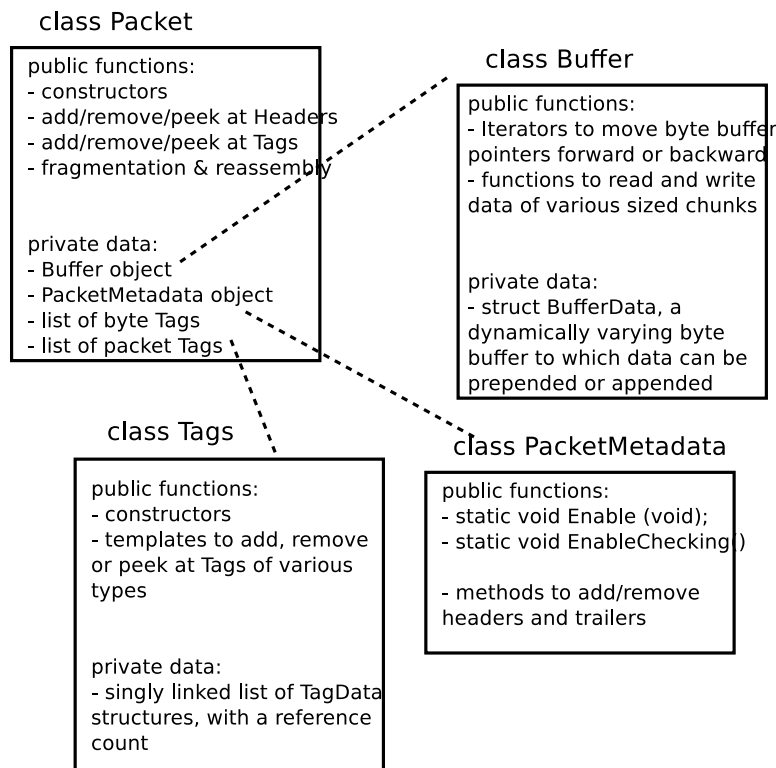 class Packet
public functions:
- constructors
- add/remove/peek at Headers
- add/remove/peek at Tags
- fragmentation & reassembly
private data:
- Buffer object
- PacketMetadata object
- list of byte Tags
- list of packet Tags
class Buffer
public functions:
- Iterators to move byte buffer
pointers forward or backward
- functions to read and write
data of various sized chunks
private data:
- struct BufferData, a
dynamically varying byte
buffer to which data can be
prepended or appended
class Tags
public functions:
- constructors
- templates to add, remove
or peek at Tags of various
types
private data:
- singly linked list of TagData
structures, with a reference
count
class PacketMetadata
public functions:
- static void Enable (void);
- static void EnableChecking()
- methods to add/remove
headers and trailers